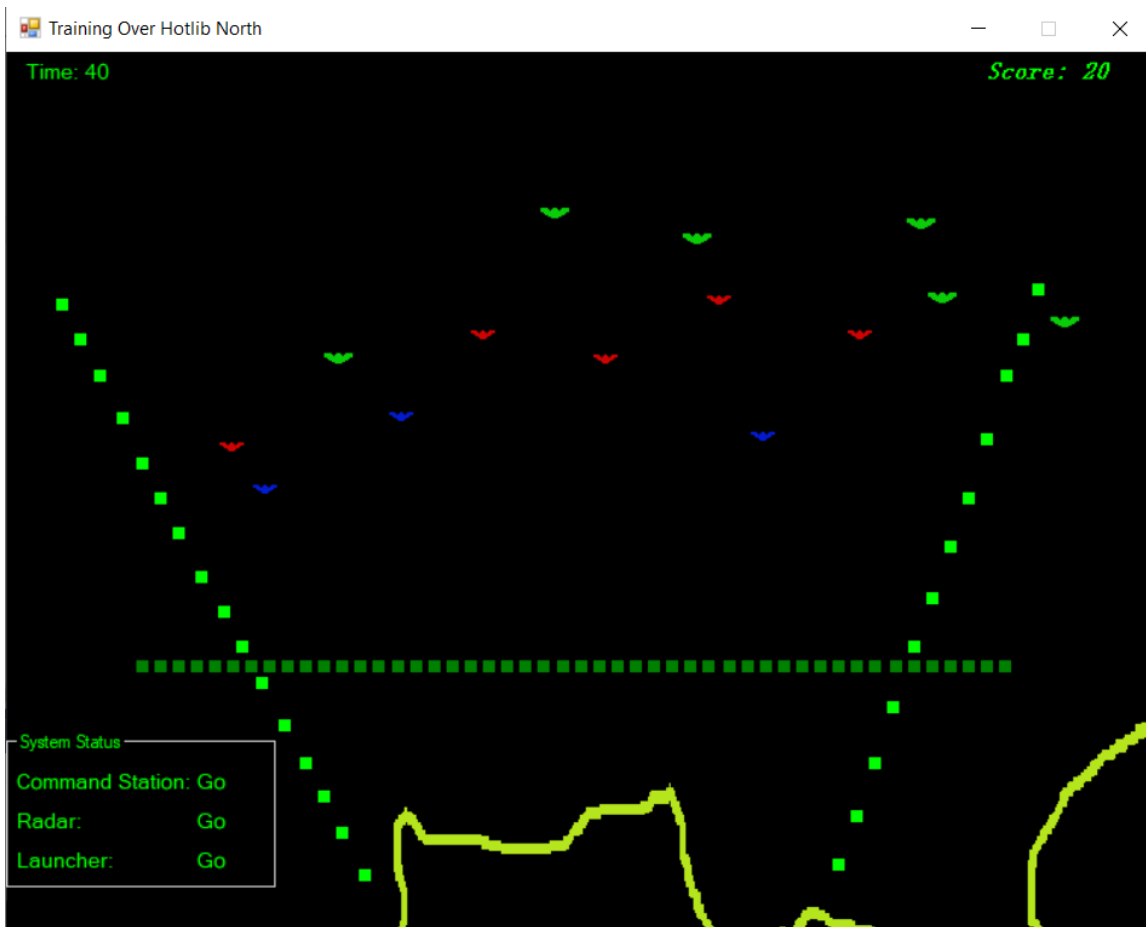 Training Over Hotlib North
Time: 40
Score: 20
System Status
Command Station: Go
Radar: Go
Launcher: Go